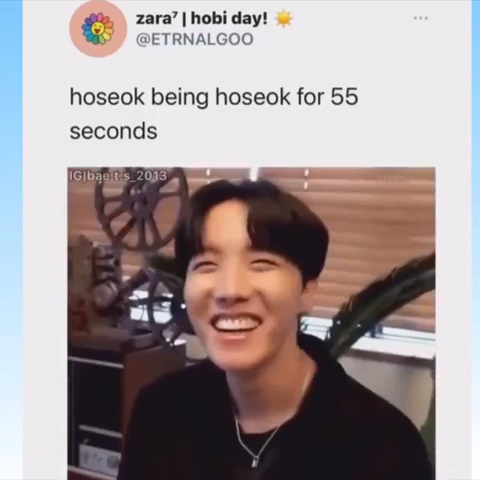 zara⁷ | hobi day! ☀️
@ETRNALGOO
hoseok being hoseok for 55
seconds
IG|bae.t.s_2013